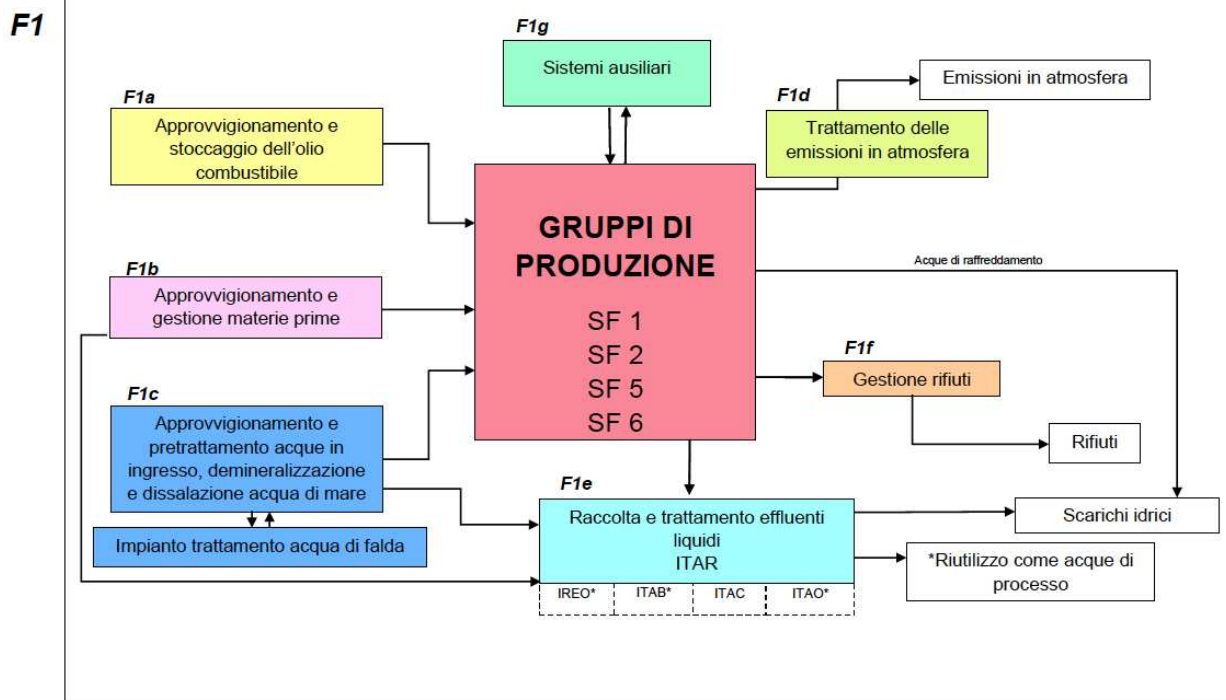 F1
F1g
Sistemi ausiliari
Emissioni in atmosfera
F1a
F1d
Approvvigionamento e
stoccaggio dell'olio
combustibile
Trattamento delle
emissioni in atmosfera
GRUPPI DI
PRODUZIONE
SF 1
SF 2
SF 5
SF 6
Acque di raffreddamento
F1b
Approvvigionamento e
gestione materie prime
F1f
Gestione rifiuti
F1c
Approvvigionamento e
pretrattamento acque in
ingresso, demineralizzazione
e dissalazione acqua di mare
Rifiuti
F1e
Raccolta e trattamento effluenti
liquidi
ITAR
Scarichi idrici
Impianto trattamento acqua di falda
*Riutilizzo come acque di
processo
IREO* ITAB* ITAC ITAO*